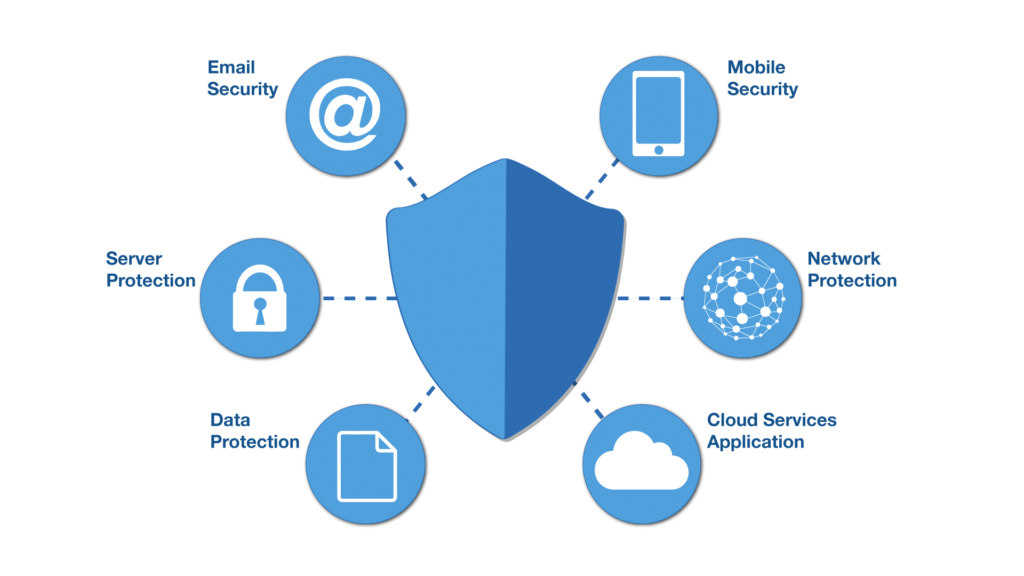 Email
Security
Mobile
Security
Server
Protection
Network
Protection
Data
Protection
Cloud Services
Application